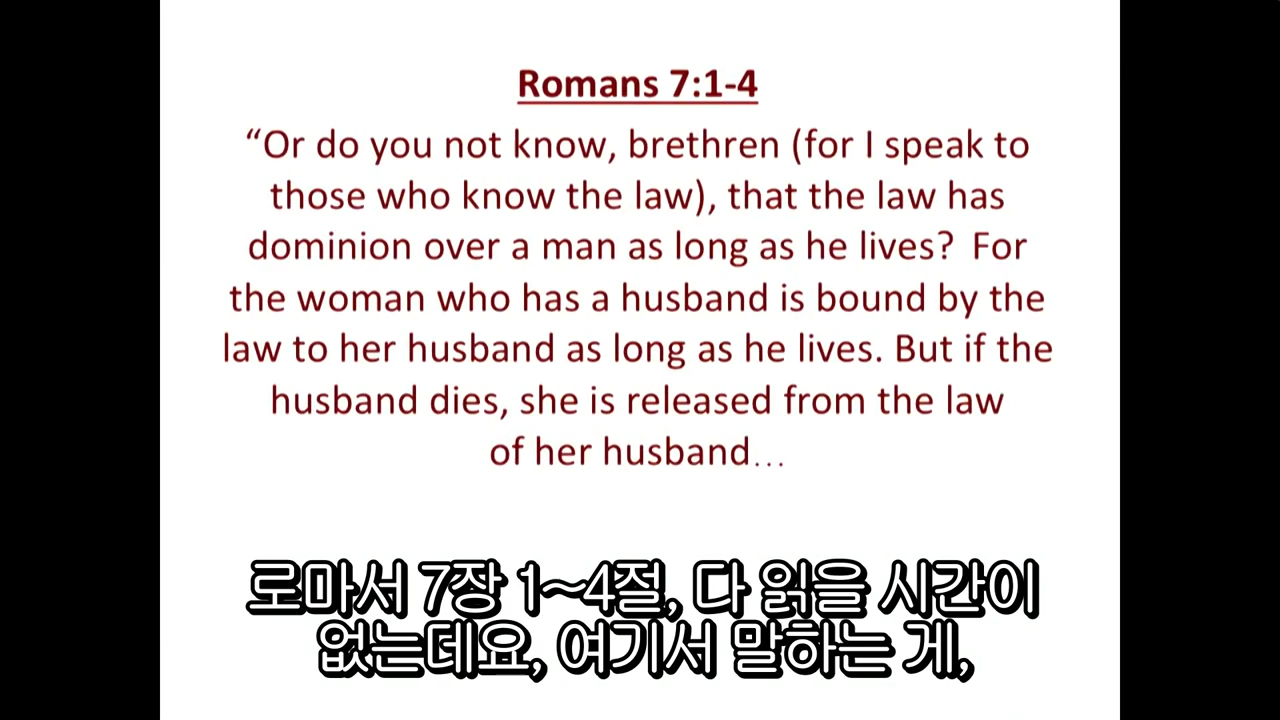 Romans 7:1-4
“Or do you not know, brethren (for I speak to
those who know the law), that the law has
dominion over a man as long as he lives?  For
the woman who has a husband is bound by the
law to her husband as long as he lives. But if the
husband dies, she is released from the law
of her husband…
로마서 7장 1~4절, 다 읽을 시간이
없는데요, 여기서 말하는 게,